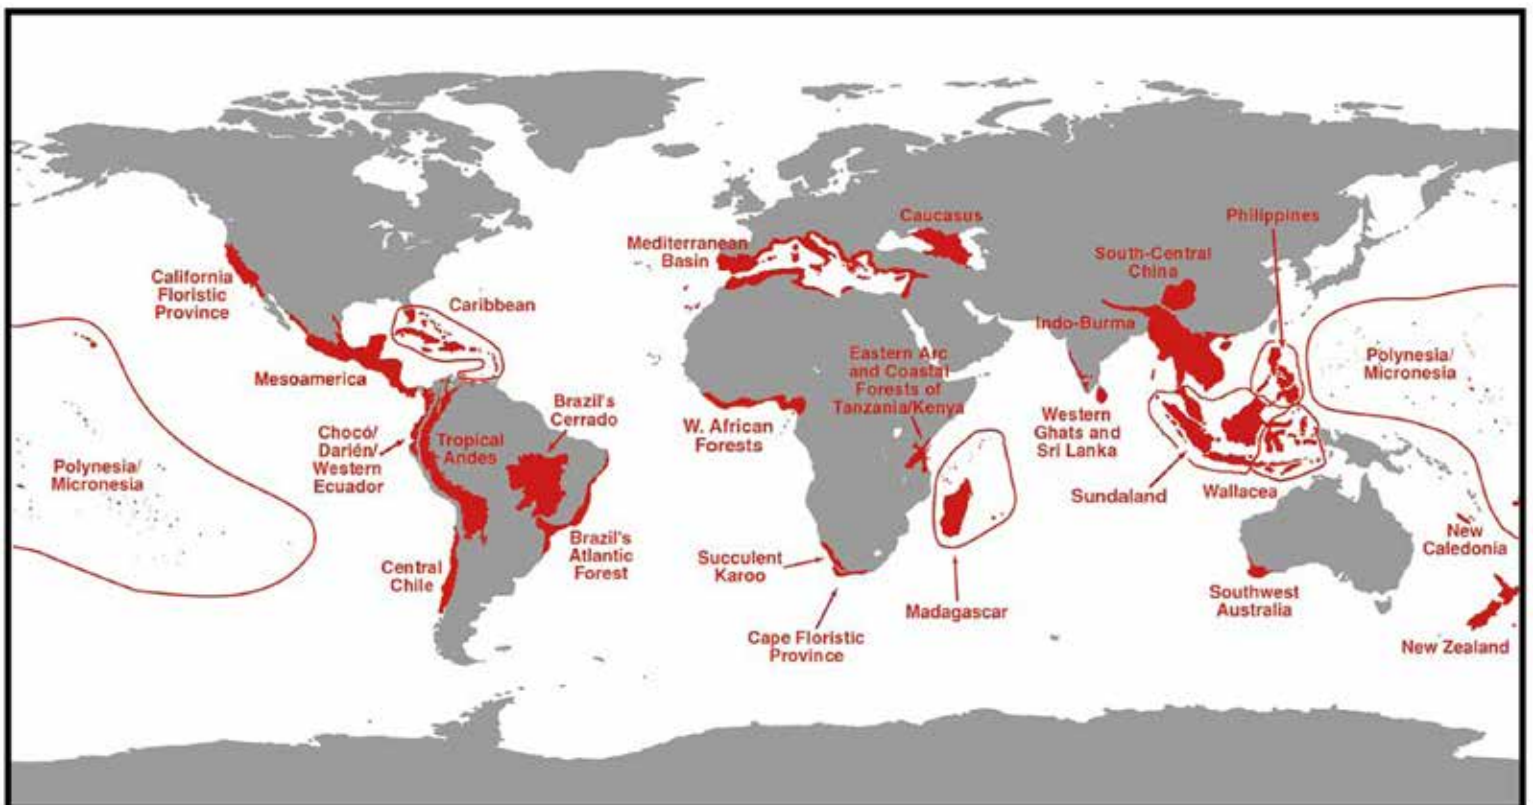 Caucasus
Philippines
Mediterranean
Basin
South-Central
China
California
Floristic
Province
Caribbean
Indo-Burma
Eastern Arc
and Coastal
Forests of
Tanzania/Kenya
Polynesia/
Micronesia
Mesoamerica
Brazil's
Cerrado
W. African
Forests
Western
Ghats and
Sri Lanka
Chocó/
Darién/
Western
Ecuador
Tropical
Andes
Polynesia/
Micronesia
Sundaland
Wallacea
New
Caledonia
Brazil's
Atlantic
Forest
Central
Chile
Succulent
Karoo
Madagascar
Southwest
Australia
Cape Floristic
Province
New Zealand